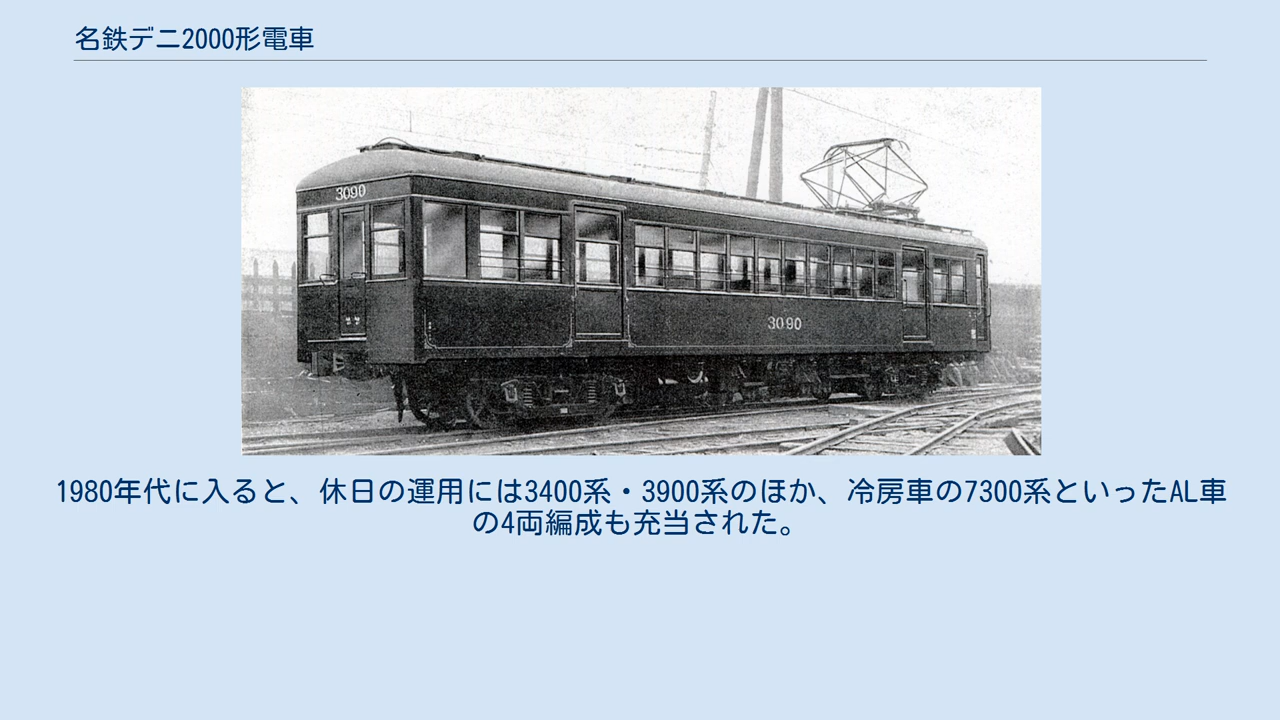 名鉄デニ2000形電車
3090
3090
1980年代に入ると、休日の運用には3400系・3900系のほか、冷房車の7300系といったAL車
の4両編成も充当された。